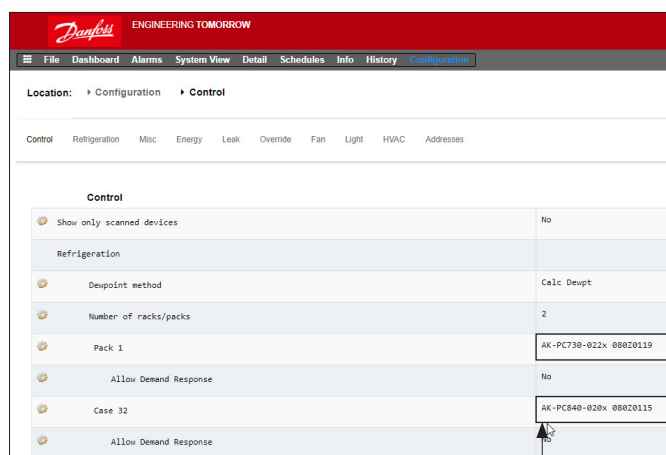 Danfoss ENGINEERING TOMORROW
File Dashboard Alarms System View Detail Schedules Info History Configuration
Location: Configuration Control
Control Refrigeration Misc Energy Leak Override Fan Light HVAC Addresses
Control
Show only scanned devices No
Refrigeration
Dewpoint method Calc Dewpt
Number of racks/packs 2
Pack 1 AK-PC730-022x 080Z0119
Allow Demand Response No
Case 32 AK-PC840-020x 080Z0115
Allow Demand Response No